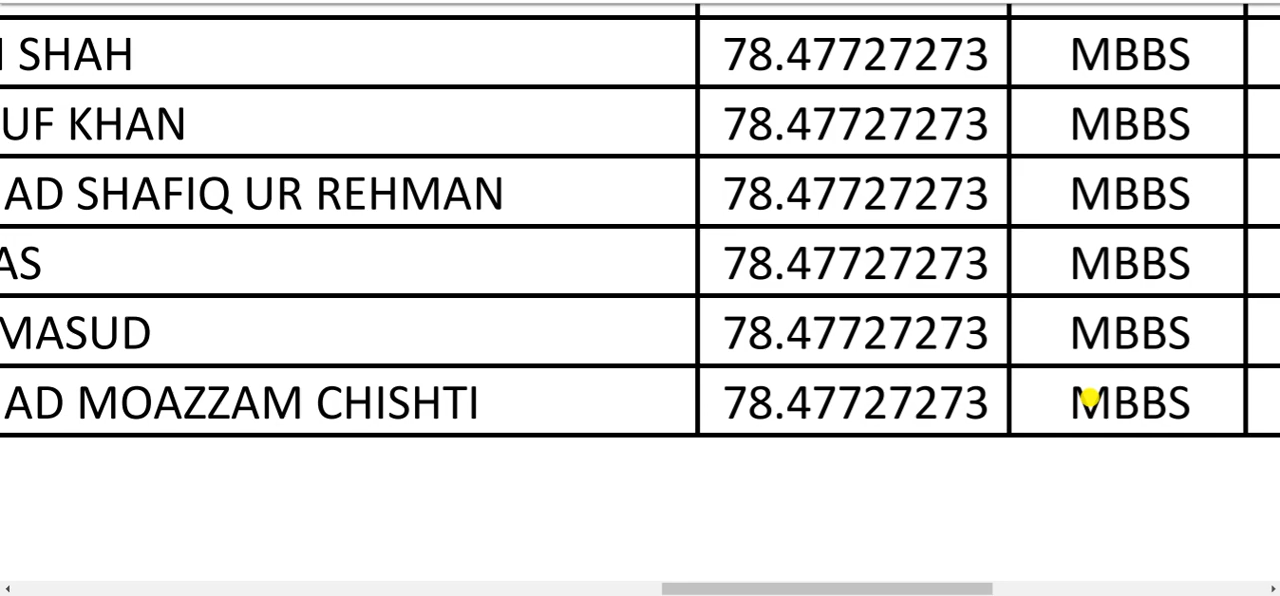 SHAH 78.47727273 MBBS
UF KHAN 78.47727273 MBBS
AD SHAFIQ UR REHMAN 78.47727273 MBBS
AS 78.47727273 MBBS
MASUD 78.47727273 MBBS
AD MOAZZAM CHISHTI 78.47727273 MBBS